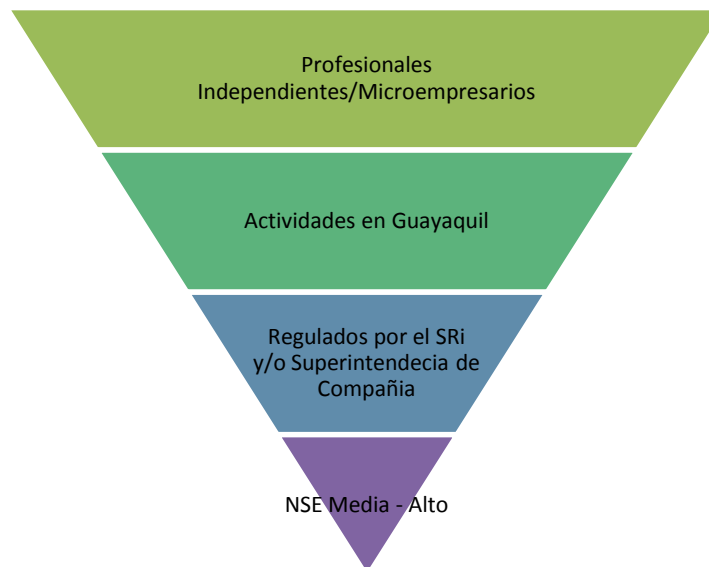 Profesionales
Independientes/Microempresarios
Actividades en Guayaquil
Regulados por el SRi
y/o Superintendecia de
Compañia
NSE Media - Alto